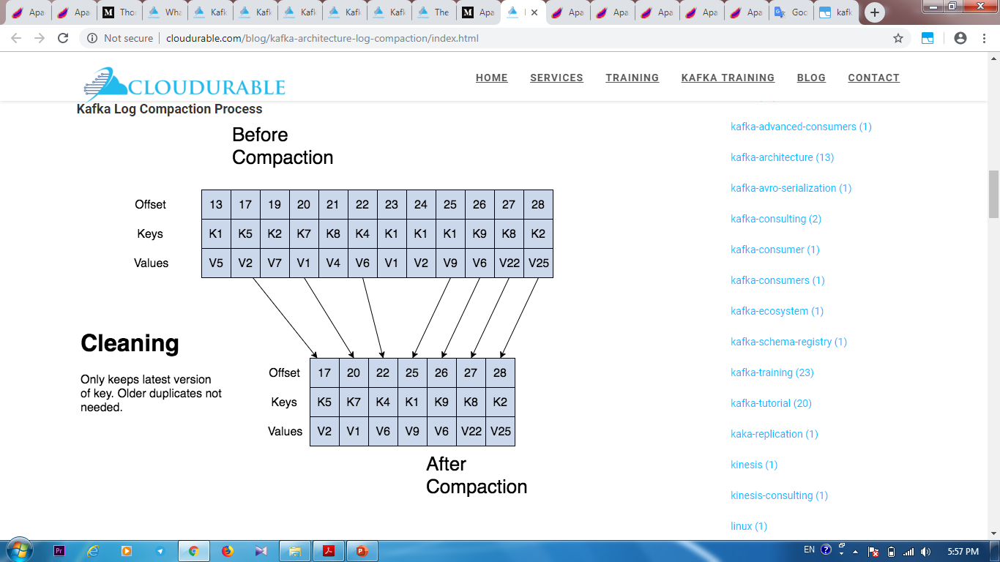 Apa
Apa
Tho
Wha
Kafk
Kafk
Kafk
Kafk
Kafk
The
Apa
Apa
Apa
Apa
Apa
Apa
Goc
kafk
Not secure | cloudurable.com/blog/kafka-architecture-log-compaction/index.html
CLOUDURABLE
HOME SERVICES TRAINING KAFKA TRAINING BLOG CONTACT
Kafka Log Compaction Process
Before
Compaction
Offset 13 17 19 20 21 22 23 24 25 26 27 28
Keys K1 K5 K2 K7 K8 K4 K1 K1 K1 K9 K8 K2
Values V5 V2 V7 V1 V4 V6 V1 V2 V9 V6 V22 V25
Cleaning
Only keeps latest version
of key. Older duplicates not
needed.
Offset 17 20 22 25 26 27 28
Keys K5 K7 K4 K1 K9 K8 K2
Values V2 V1 V6 V9 V6 V22 V25
After
Compaction
kafka-advanced-consumers (1)
kafka-architecture (13)
kafka-avro-serialization (1)
kafka-consulting (2)
kafka-consumer (1)
kafka-consumers (1)
kafka-ecosystem (1)
kafka-schema-registry (1)
kafka-training (23)
kafka-tutorial (20)
kaka-replication (1)
kinesis (1)
kinesis-consulting (1)
linux (1)
EN
5:57 PM